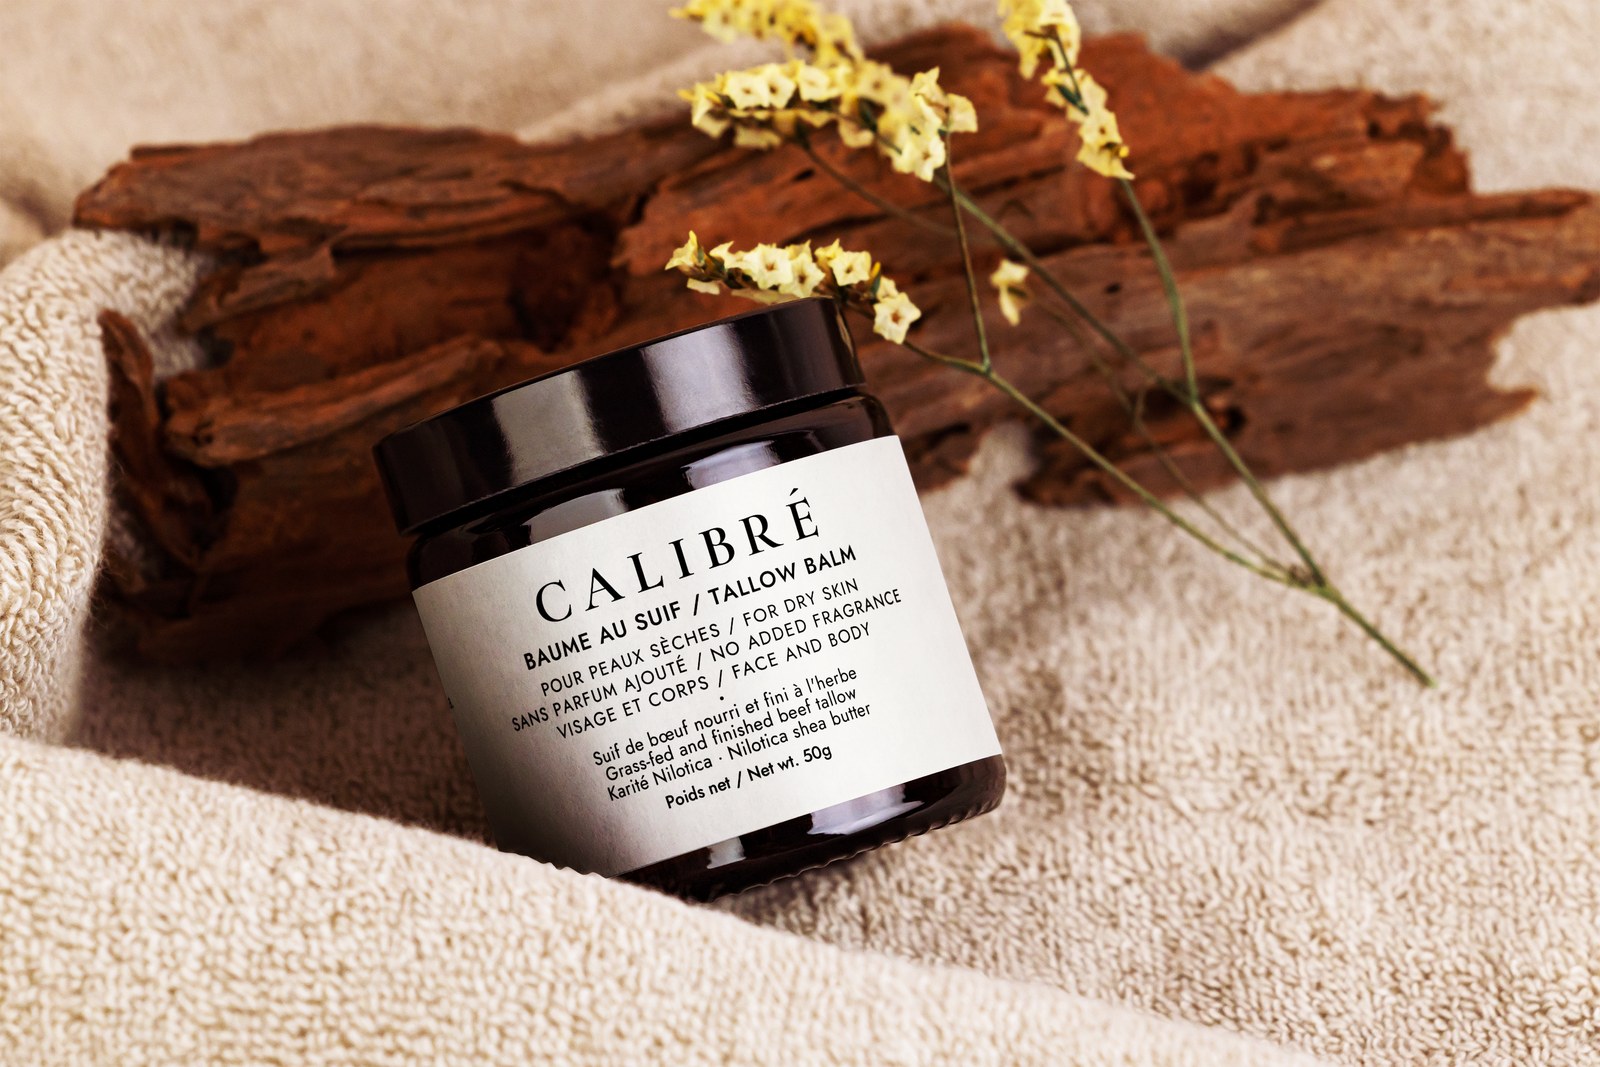 CALIBRÉ
BAUME AU SUIF / TALLOW BALM
POUR PEAUX SÈCHES / FOR DRY SKIN
SANS PARFUM AJOUTÉ / NO ADDED FRAGRANCE
VISAGE ET CORPS / FACE AND BODY
•
Suif de bœuf nourri et fini à l'herbe
Grass-fed and finished beef tallow
Karité Nilotica · Nilotica shea butter
Poids net / Net wt. 50g